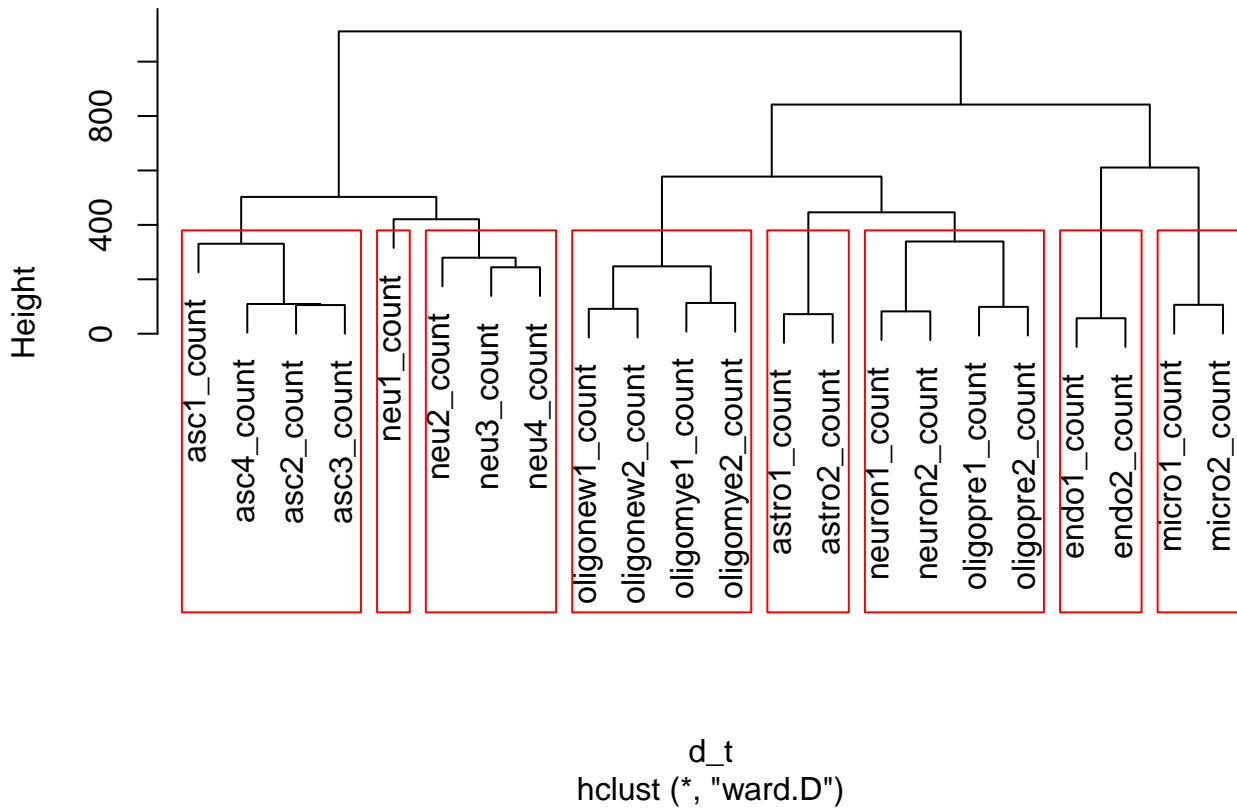 Height
0
400
800
asc1_count
asc4_count
asc2_count
asc3_count
neu1_count
neu2_count
neu3_count
neu4_count
oligonew1_count
oligonew2_count
oligomye1_count
oligomye2_count
astro1_count
astro2_count
neuron1_count
neuron2_count
oligopre1_count
oligopre2_count
endo1_count
endo2_count
micro1_count
micro2_count
d_t
hclust (*, "ward.D")